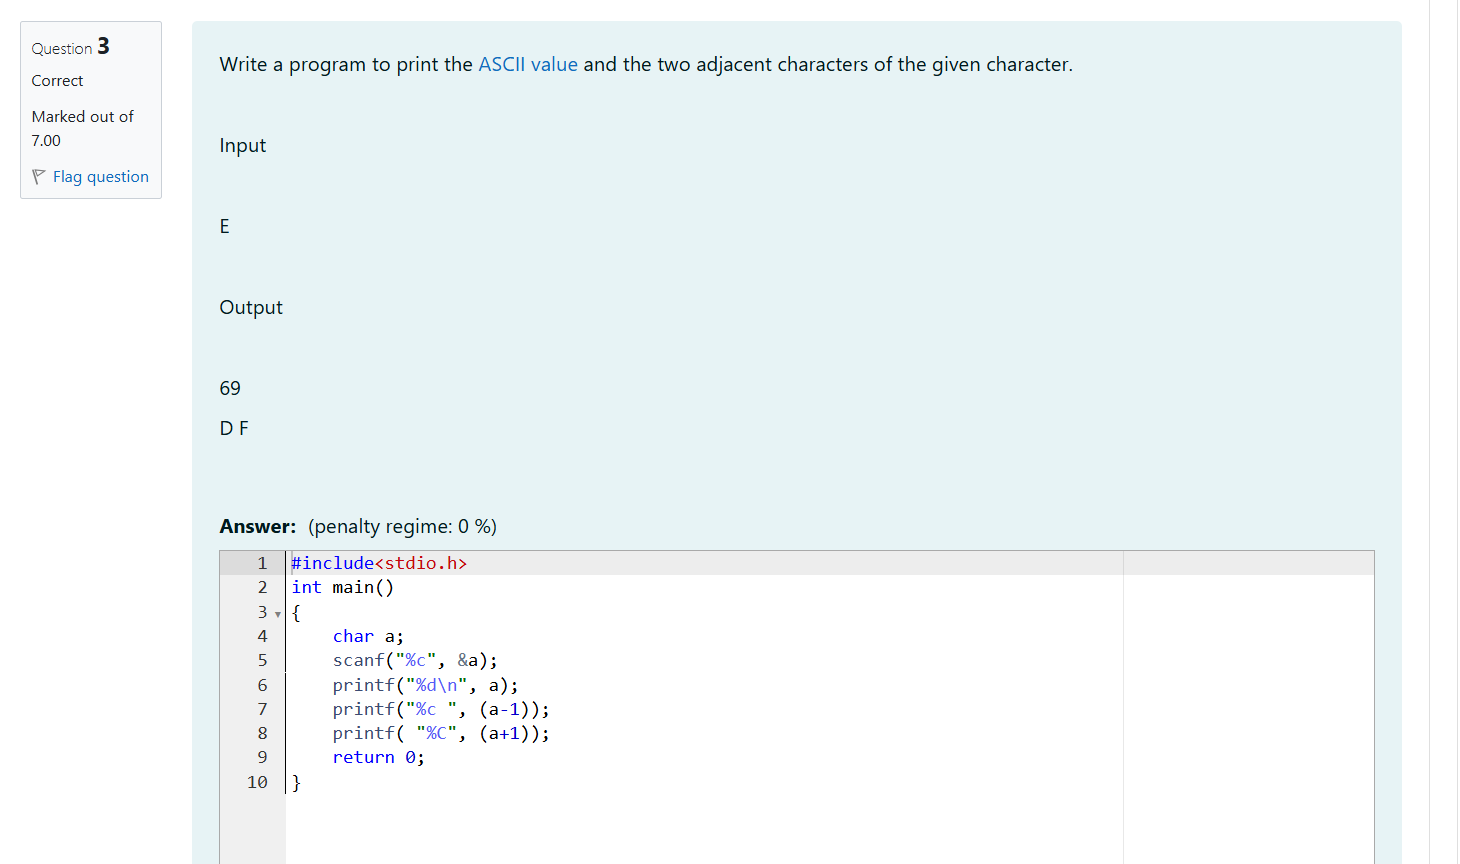 Question 3
Correct
Marked out of
7.00
Flag question
Write a program to print the ASCII value and the two adjacent characters of the given character.
Input
E
Output
69
D F
Answer: (penalty regime: 0 %)
1 #include<stdio.h>
2 int main()
3 {
4     char a;
5     scanf("%c", &a);
6     printf("%d\n", a);
7     printf("%c ", (a-1));
8     printf( "%C", (a+1));
9     return 0;
10 }